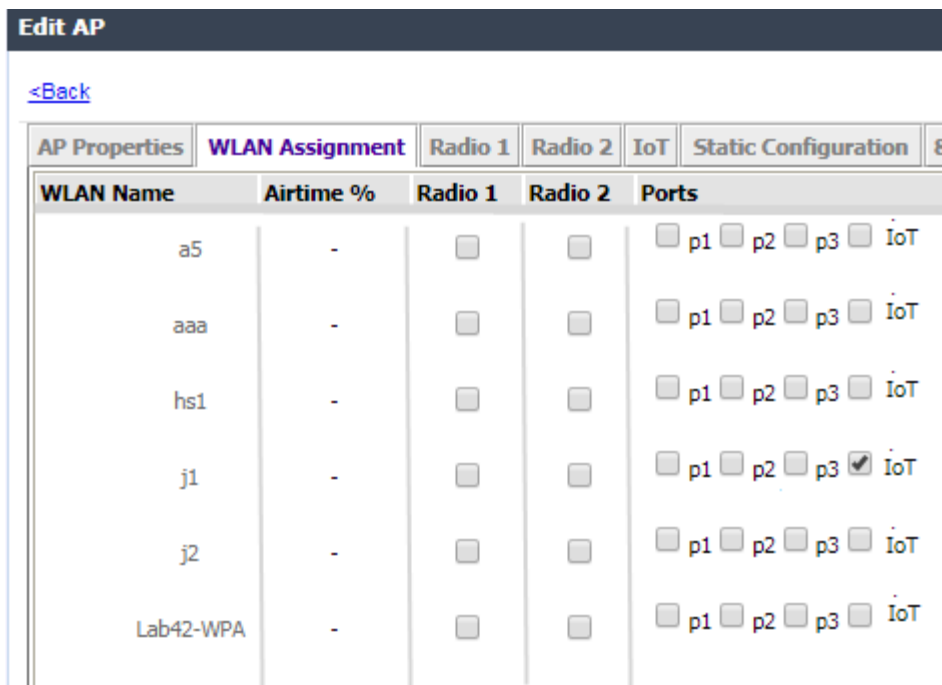 Edit AP
<Back
AP Properties WLAN Assignment Radio 1 Radio 2 IoT Static Configuration
WLAN Name Airtime % Radio 1 Radio 2 Ports
a5 - p1 p2 p3 IoT
aaa - p1 p2 p3 IoT
hs1 - p1 p2 p3 IoT
j1 - p1 p2 p3 IoT
j2 - p1 p2 p3 IoT
Lab42-WPA - p1 p2 p3 IoT